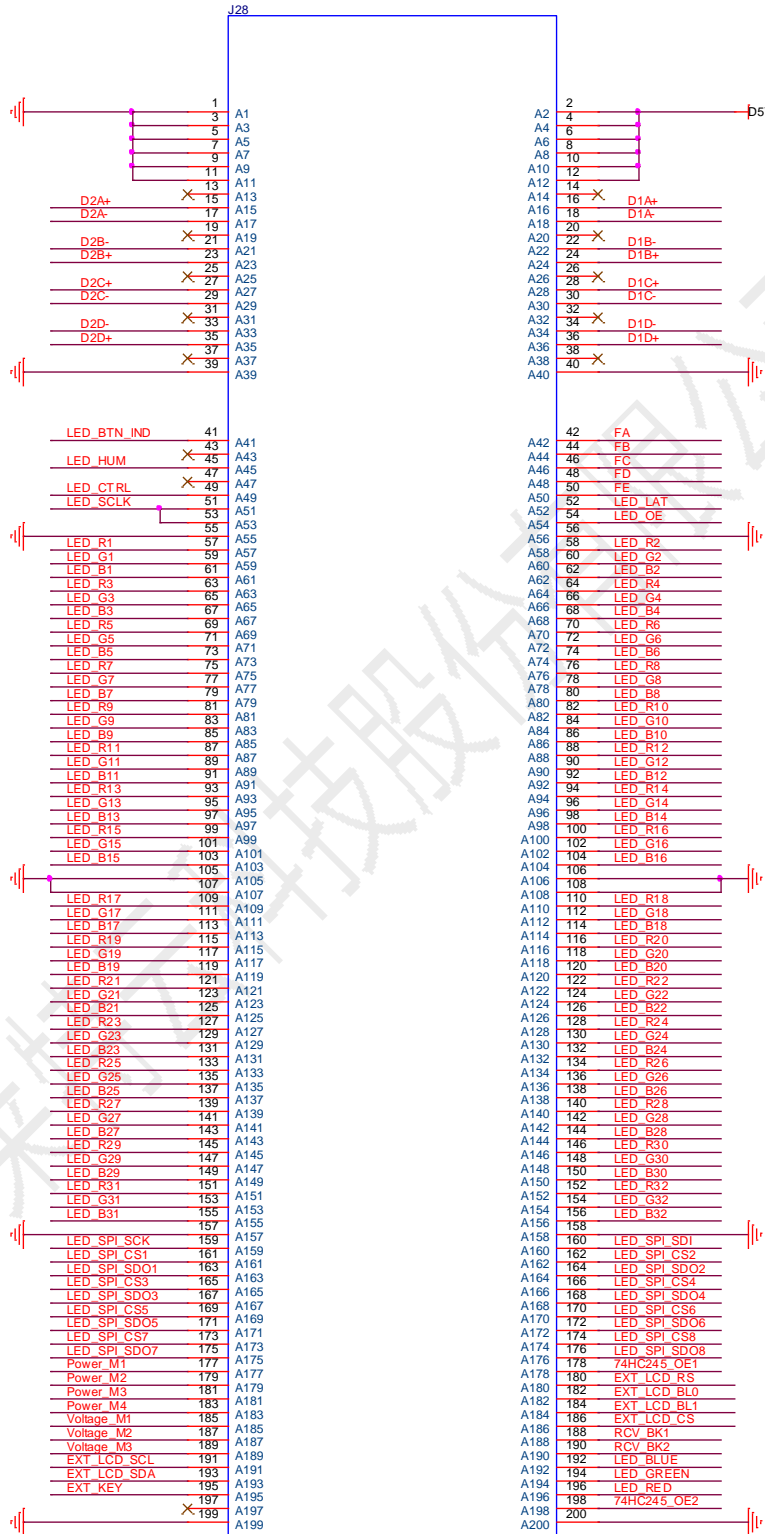 J28
1 A1 A2 2 D5
3 A3 A4 4
5 A5 A6 6
7 A7 A8 8
9 A9 A10 10
11 A11 A12 12
13 A13 A14 14
D2A+ 15 A15 A16 16 D1A+
D2A- 17 A17 A18 18 D1A-
19 A19 A20 20
D2B- 21 A21 A22 22 D1B-
D2B+ 23 A23 A24 24 D1B+
25 A25 A26 26
D2C+ 27 A27 A28 28 D1C+
D2C- 29 A29 A30 30 D1C-
31 A31 A32 32
D2D- 33 A33 A34 34 D1D-
D2D+ 35 A35 A36 36 D1D+
37 A37 A38 38
39 A39 A40 40
LED_BTN_IND 41 A41 A42 42 FA
43 A43 A44 44 FB
LED_HUM 45 A45 A46 46 FC
47 A47 A48 48 FD
LED_CTRL 49 A49 A50 50 FE
LED_SCLK 51 A51 A52 52 LED_LAT
53 A53 A54 54 LED_OE
55 A55 A56 56
LED_R1 57 A57 A58 58 LED_R2
LED_G1 59 A59 A60 60 LED_G2
LED_B1 61 A61 A62 62 LED_B2
LED_R3 63 A63 A64 64 LED_R4
LED_G3 65 A65 A66 66 LED_G4
LED_B3 67 A67 A68 68 LED_B4
LED_R5 69 A69 A70 70 LED_R6
LED_G5 71 A71 A72 72 LED_G6
LED_B5 73 A73 A74 74 LED_B6
LED_R7 75 A75 A76 76 LED_R8
LED_G7 77 A77 A78 78 LED_G8
LED_B7 79 A79 A80 80 LED_B8
LED_R9 81 A81 A82 82 LED_R10
LED_G9 83 A83 A84 84 LED_G10
LED_B9 85 A85 A86 86 LED_B10
LED_R11 87 A87 A88 88 LED_R12
LED_G11 89 A89 A90 90 LED_G12
LED_B11 91 A91 A92 92 LED_B12
LED_R13 93 A93 A94 94 LED_R14
LED_G13 95 A95 A96 96 LED_G14
LED_B13 97 A97 A98 98 LED_B14
LED_R15 99 A99 A100 100 LED_R16
LED_G15 101 A101 A102 102 LED_G16
LED_B15 103 A103 A104 104 LED_B16
105 A105 A106 106
107 A107 A108 108
LED_R17 109 A109 A110 110 LED_R18
LED_G17 111 A111 A112 112 LED_G18
LED_B17 113 A113 A114 114 LED_B18
LED_R19 115 A115 A116 116 LED_R20
LED_G19 117 A117 A118 118 LED_G20
LED_B19 119 A119 A120 120 LED_B20
LED_R21 121 A121 A122 122 LED_R22
LED_G21 123 A123 A124 124 LED_G22
LED_B21 125 A125 A126 126 LED_B22
LED_R23 127 A127 A128 128 LED_R24
LED_G23 129 A129 A130 130 LED_G24
LED_B23 131 A131 A132 132 LED_B24
LED_R25 133 A133 A134 134 LED_R26
LED_G25 135 A135 A136 136 LED_G26
LED_B25 137 A137 A138 138 LED_B26
LED_R27 139 A139 A140 140 LED_R28
LED_G27 141 A141 A142 142 LED_G28
LED_B27 143 A143 A144 144 LED_B28
LED_R29 145 A145 A146 146 LED_R30
LED_G29 147 A147 A148 148 LED_G30
LED_B29 149 A149 A150 150 LED_B30
LED_R31 151 A151 A152 152 LED_R32
LED_G31 153 A153 A154 154 LED_G32
LED_B31 155 A155 A156 156 LED_B32
157 A157 A158 158
LED_SPI_SCK 159 A159 A160 160 LED_SPI_SDI
LED_SPI_CS1 161 A161 A162 162 LED_SPI_CS2
LED_SPI_SDO1 163 A163 A164 164 LED_SPI_SDO2
LED_SPI_CS3 165 A165 A166 166 LED_SPI_CS4
LED_SPI_SDO3 167 A167 A168 168 LED_SPI_SDO4
LED_SPI_CS5 169 A169 A170 170 LED_SPI_CS6
LED_SPI_SDO5 171 A171 A172 172 LED_SPI_SDO6
LED_SPI_CS7 173 A173 A174 174 LED_SPI_CS8
LED_SPI_SDO7 175 A175 A176 176 LED_SPI_SDO8
Power_M1 177 A177 A178 178 74HC245_OE1
Power_M2 179 A179 A180 180 EXT_LCD_RS
Power_M3 181 A181 A182 182 EXT_LCD_BL0
Power_M4 183 A183 A184 184 EXT_LCD_BL1
Voltage_M1 185 A185 A186 186 EXT_LCD_CS
Voltage_M2 187 A187 A188 188 RCV_BK1
Voltage_M3 189 A189 A190 190 RCV_BK2
EXT_LCD_SCL 191 A191 A192 192 LED_BLUE
EXT_LCD_SDA 193 A193 A194 194 LED_GREEN
EXT_KEY 195 A195 A196 196 LED_RED
197 A197 A198 198 74HC245_OE2
199 A199 A200 200
云科技股份有限公